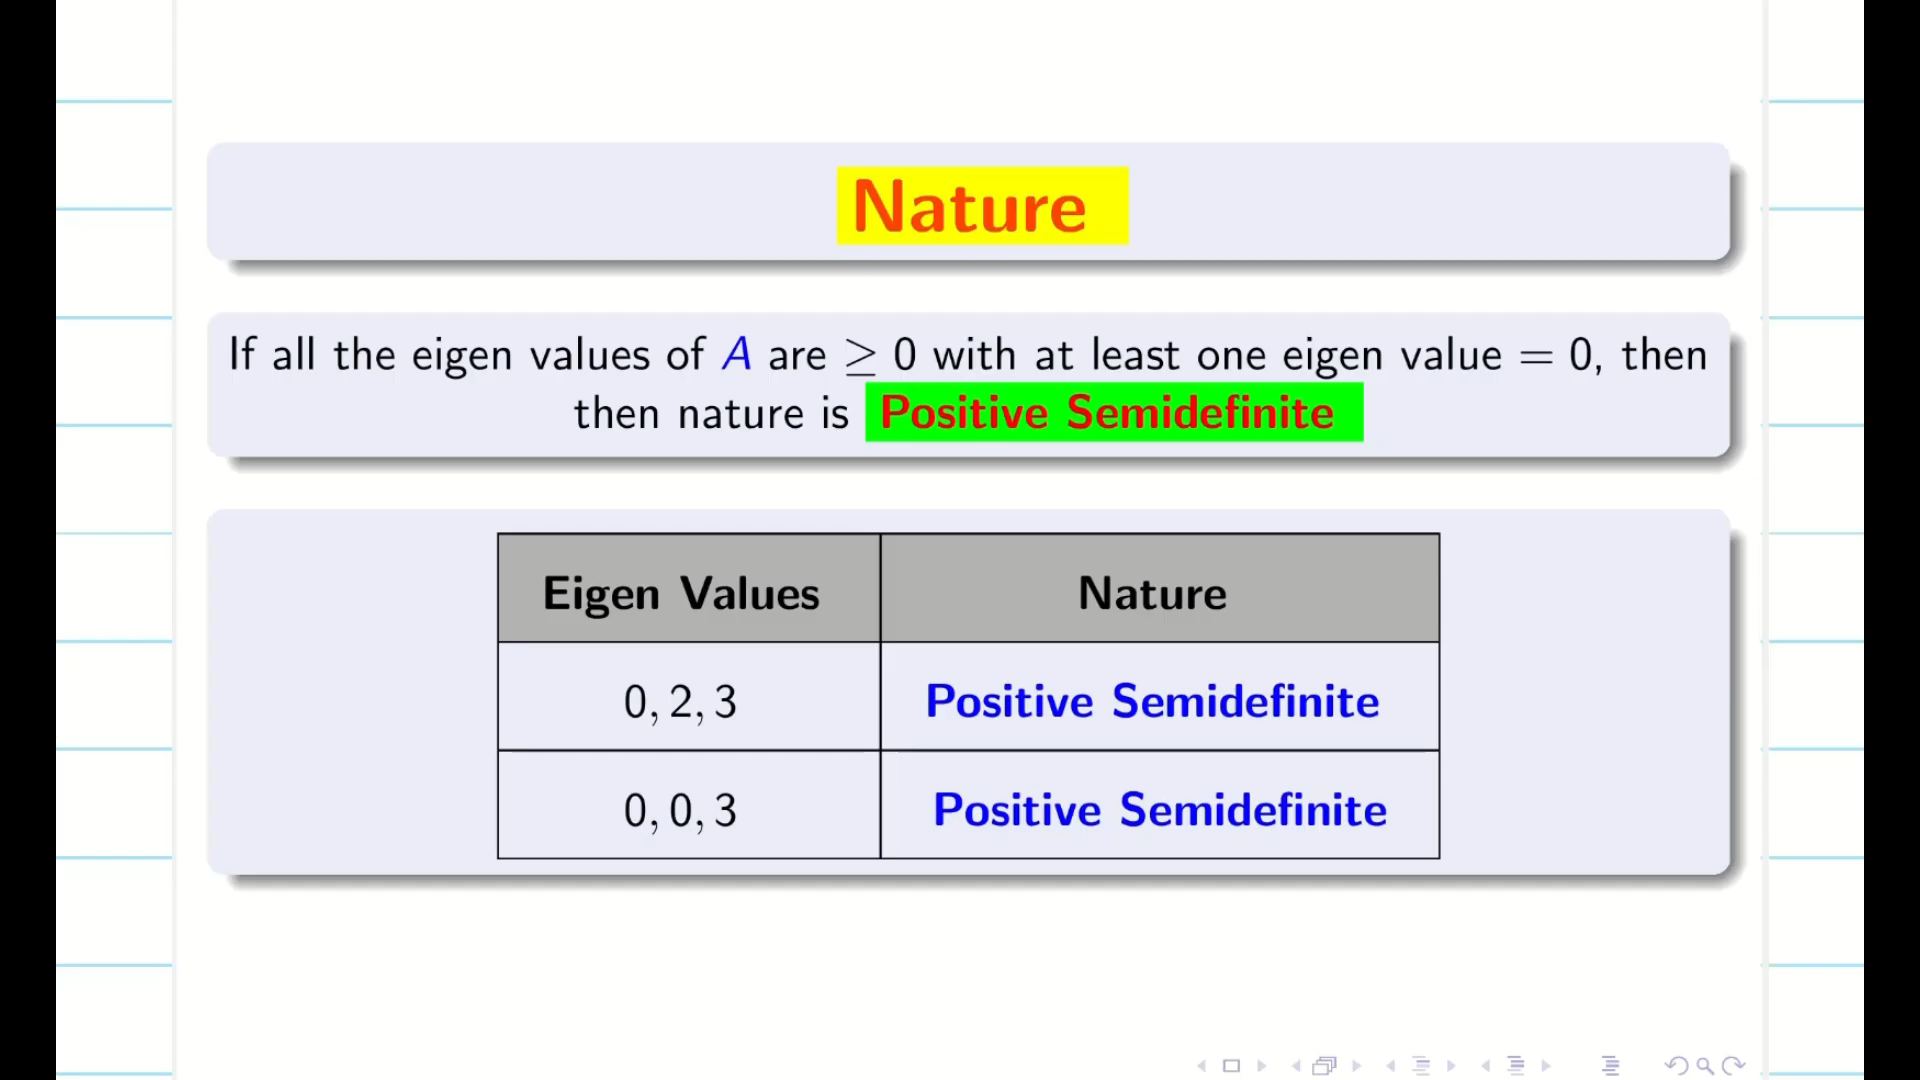 Nature
If all the eigen values of A are ≥ 0 with at least one eigen value = 0, then
then nature is Positive Semidefinite
Eigen Values Nature
0, 2, 3 Positive Semidefinite
0, 0, 3 Positive Semidefinite